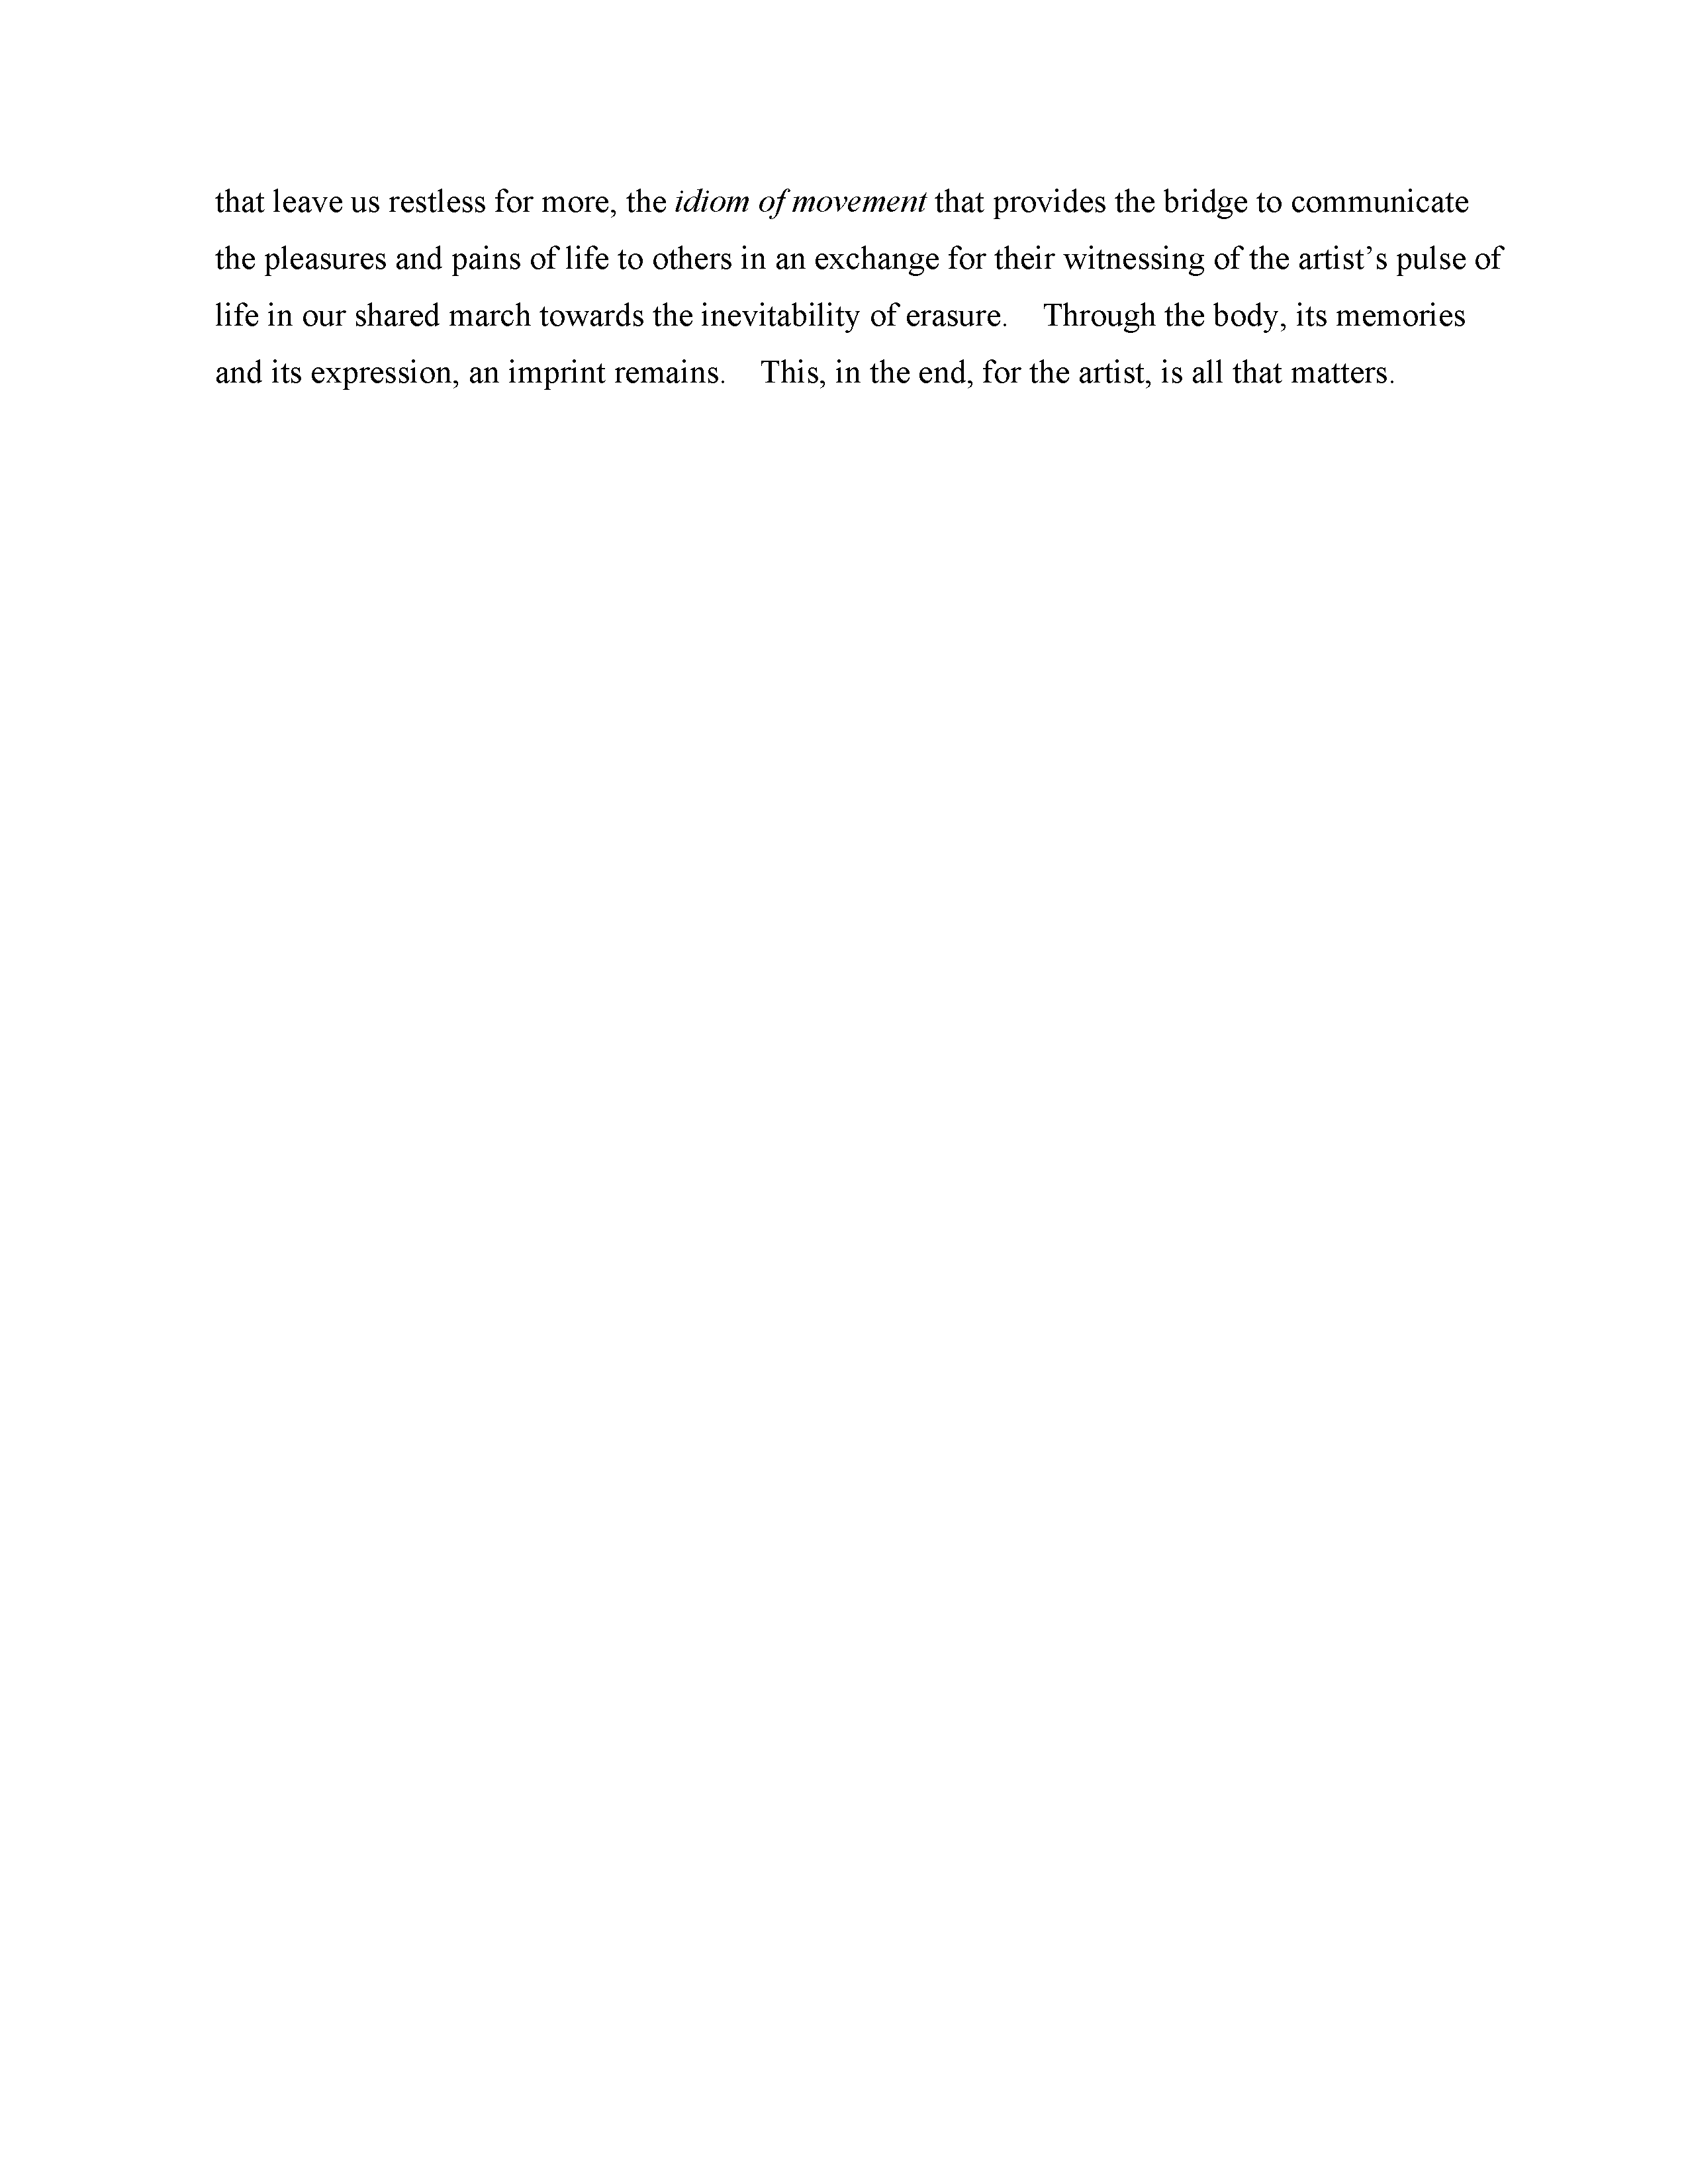 that leave us restless for more, the idiom of movement that provides the bridge to communicate
the pleasures and pains of life to others in an exchange for their witnessing of the artist’s pulse of
life in our shared march towards the inevitability of erasure.    Through the body, its memories
and its expression, an imprint remains.    This, in the end, for the artist, is all that matters.